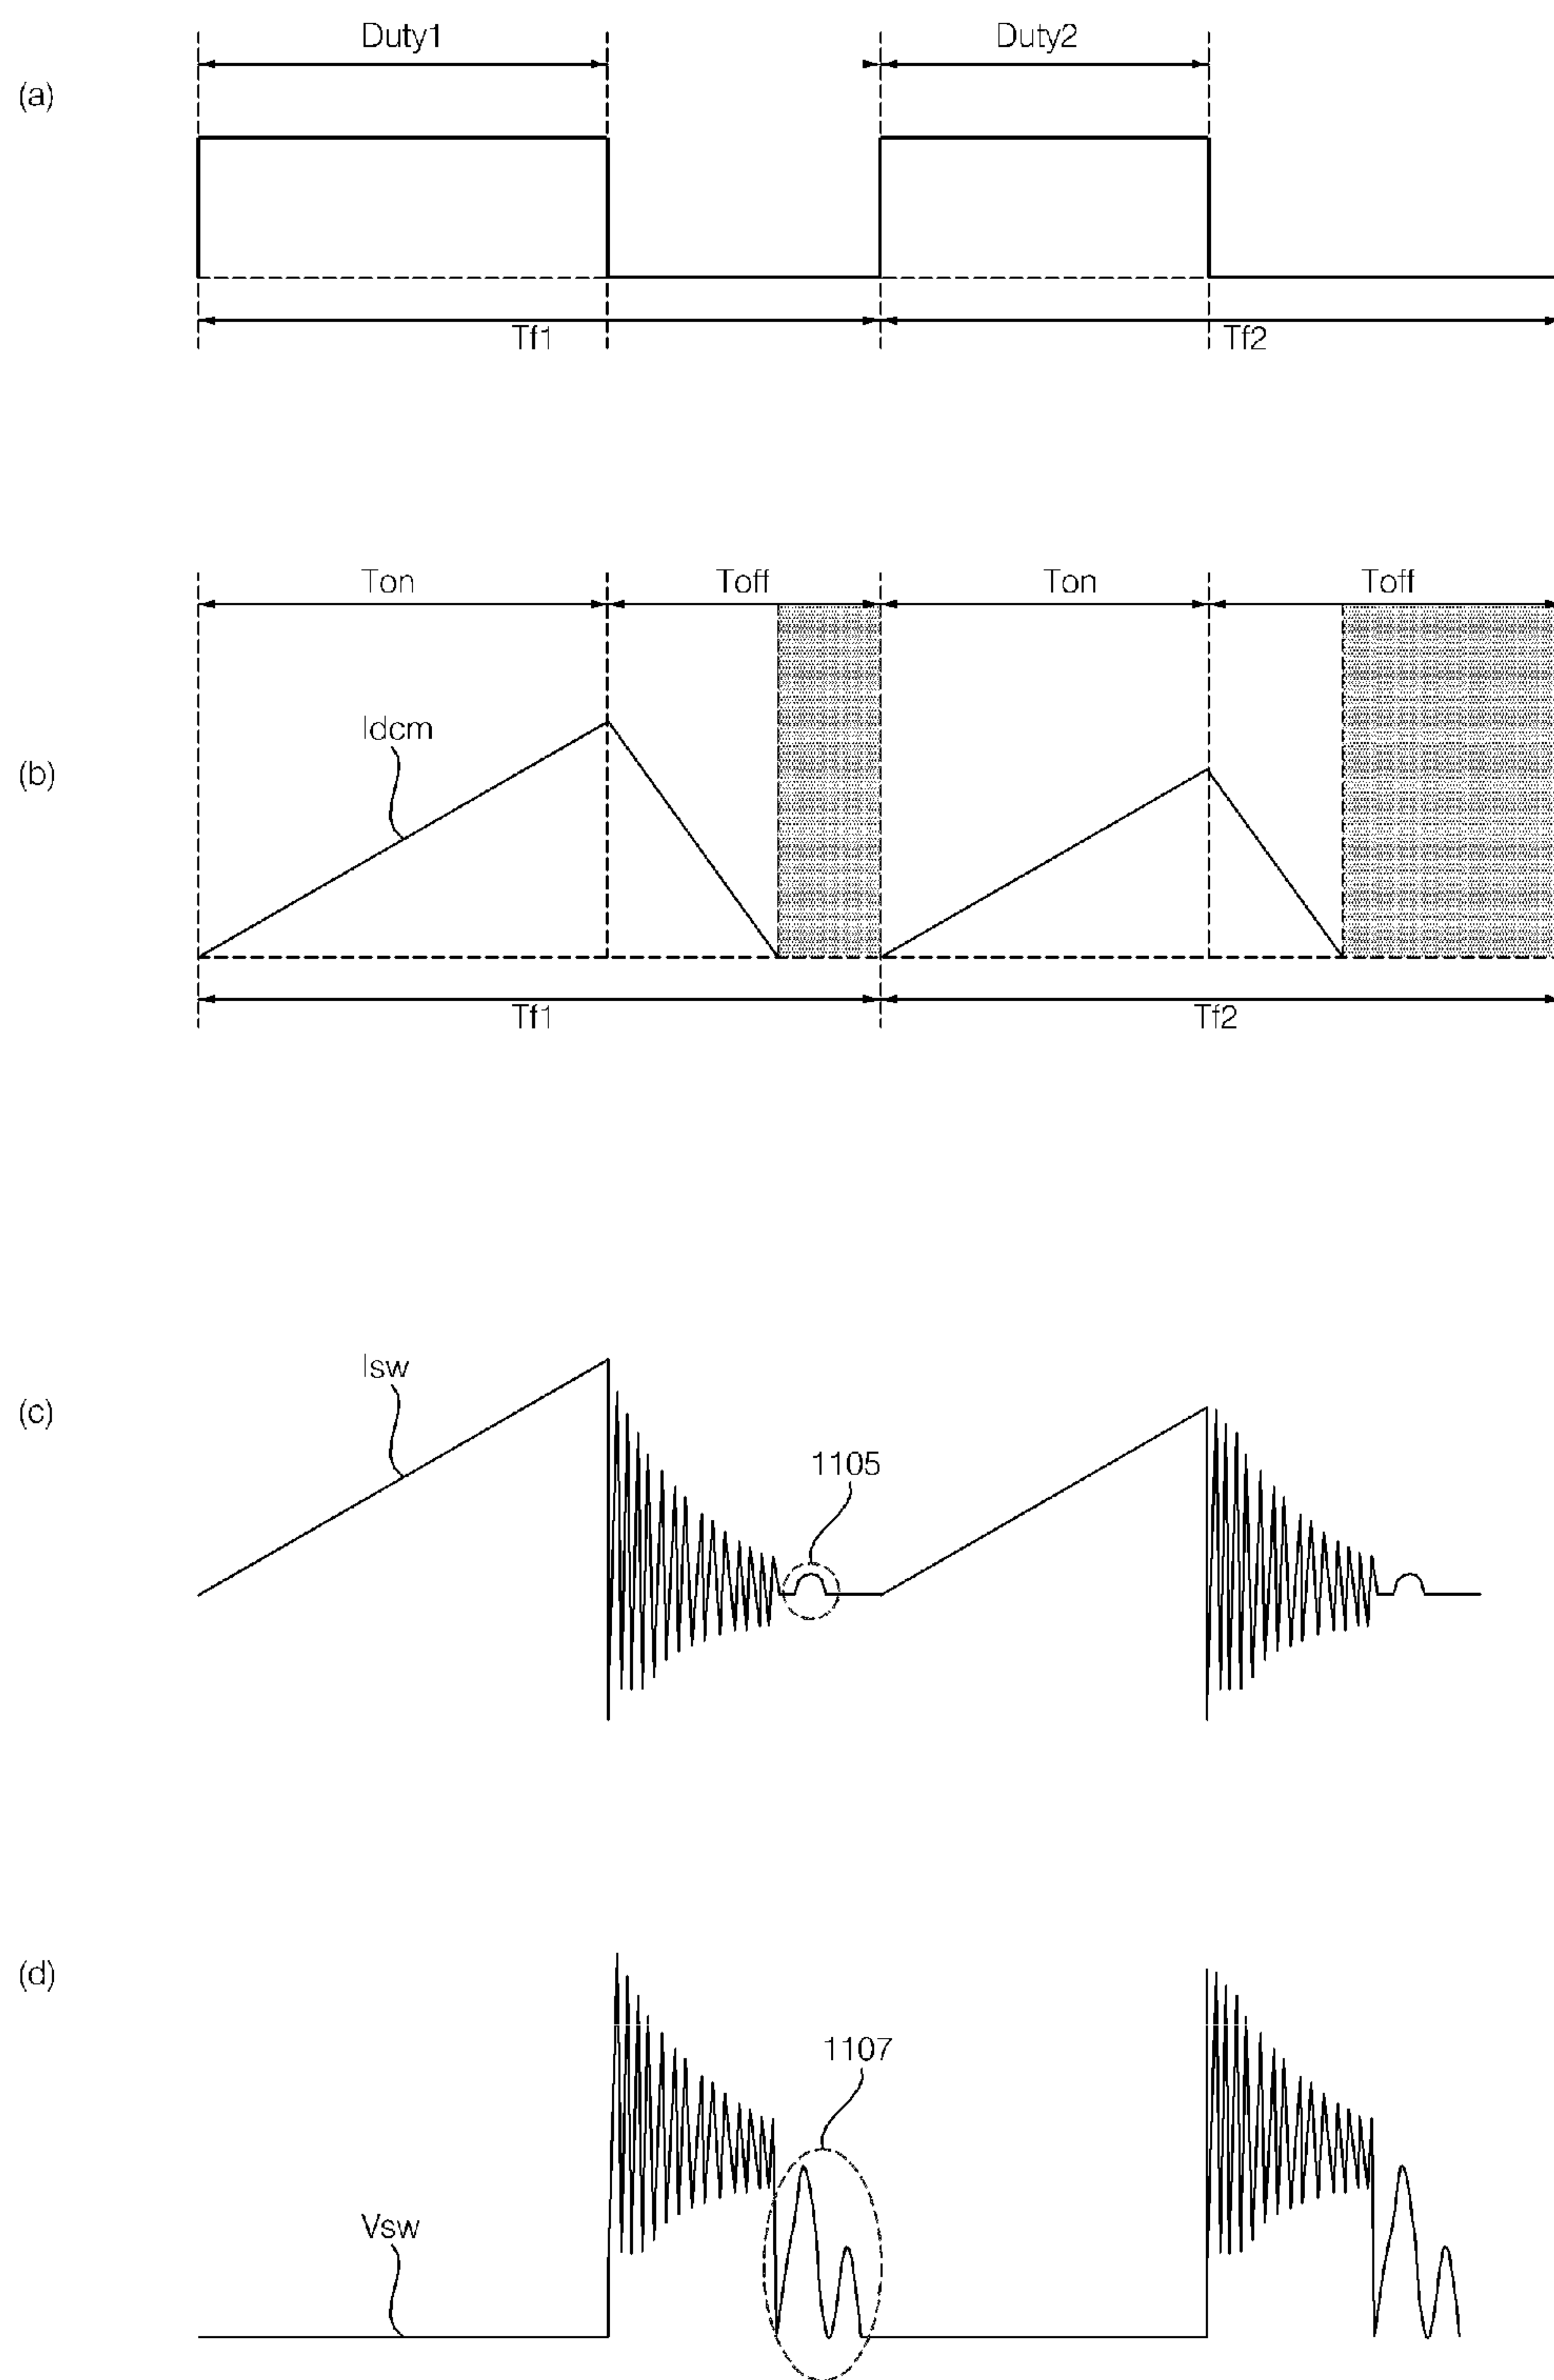 (a)
Duty1
Duty2
Tf1
Tf2
(b)
Ton
Toff
Ton
Toff
Idcm
Tf1
Tf2
(c)
Isw
1105
(d)
1107
Vsw